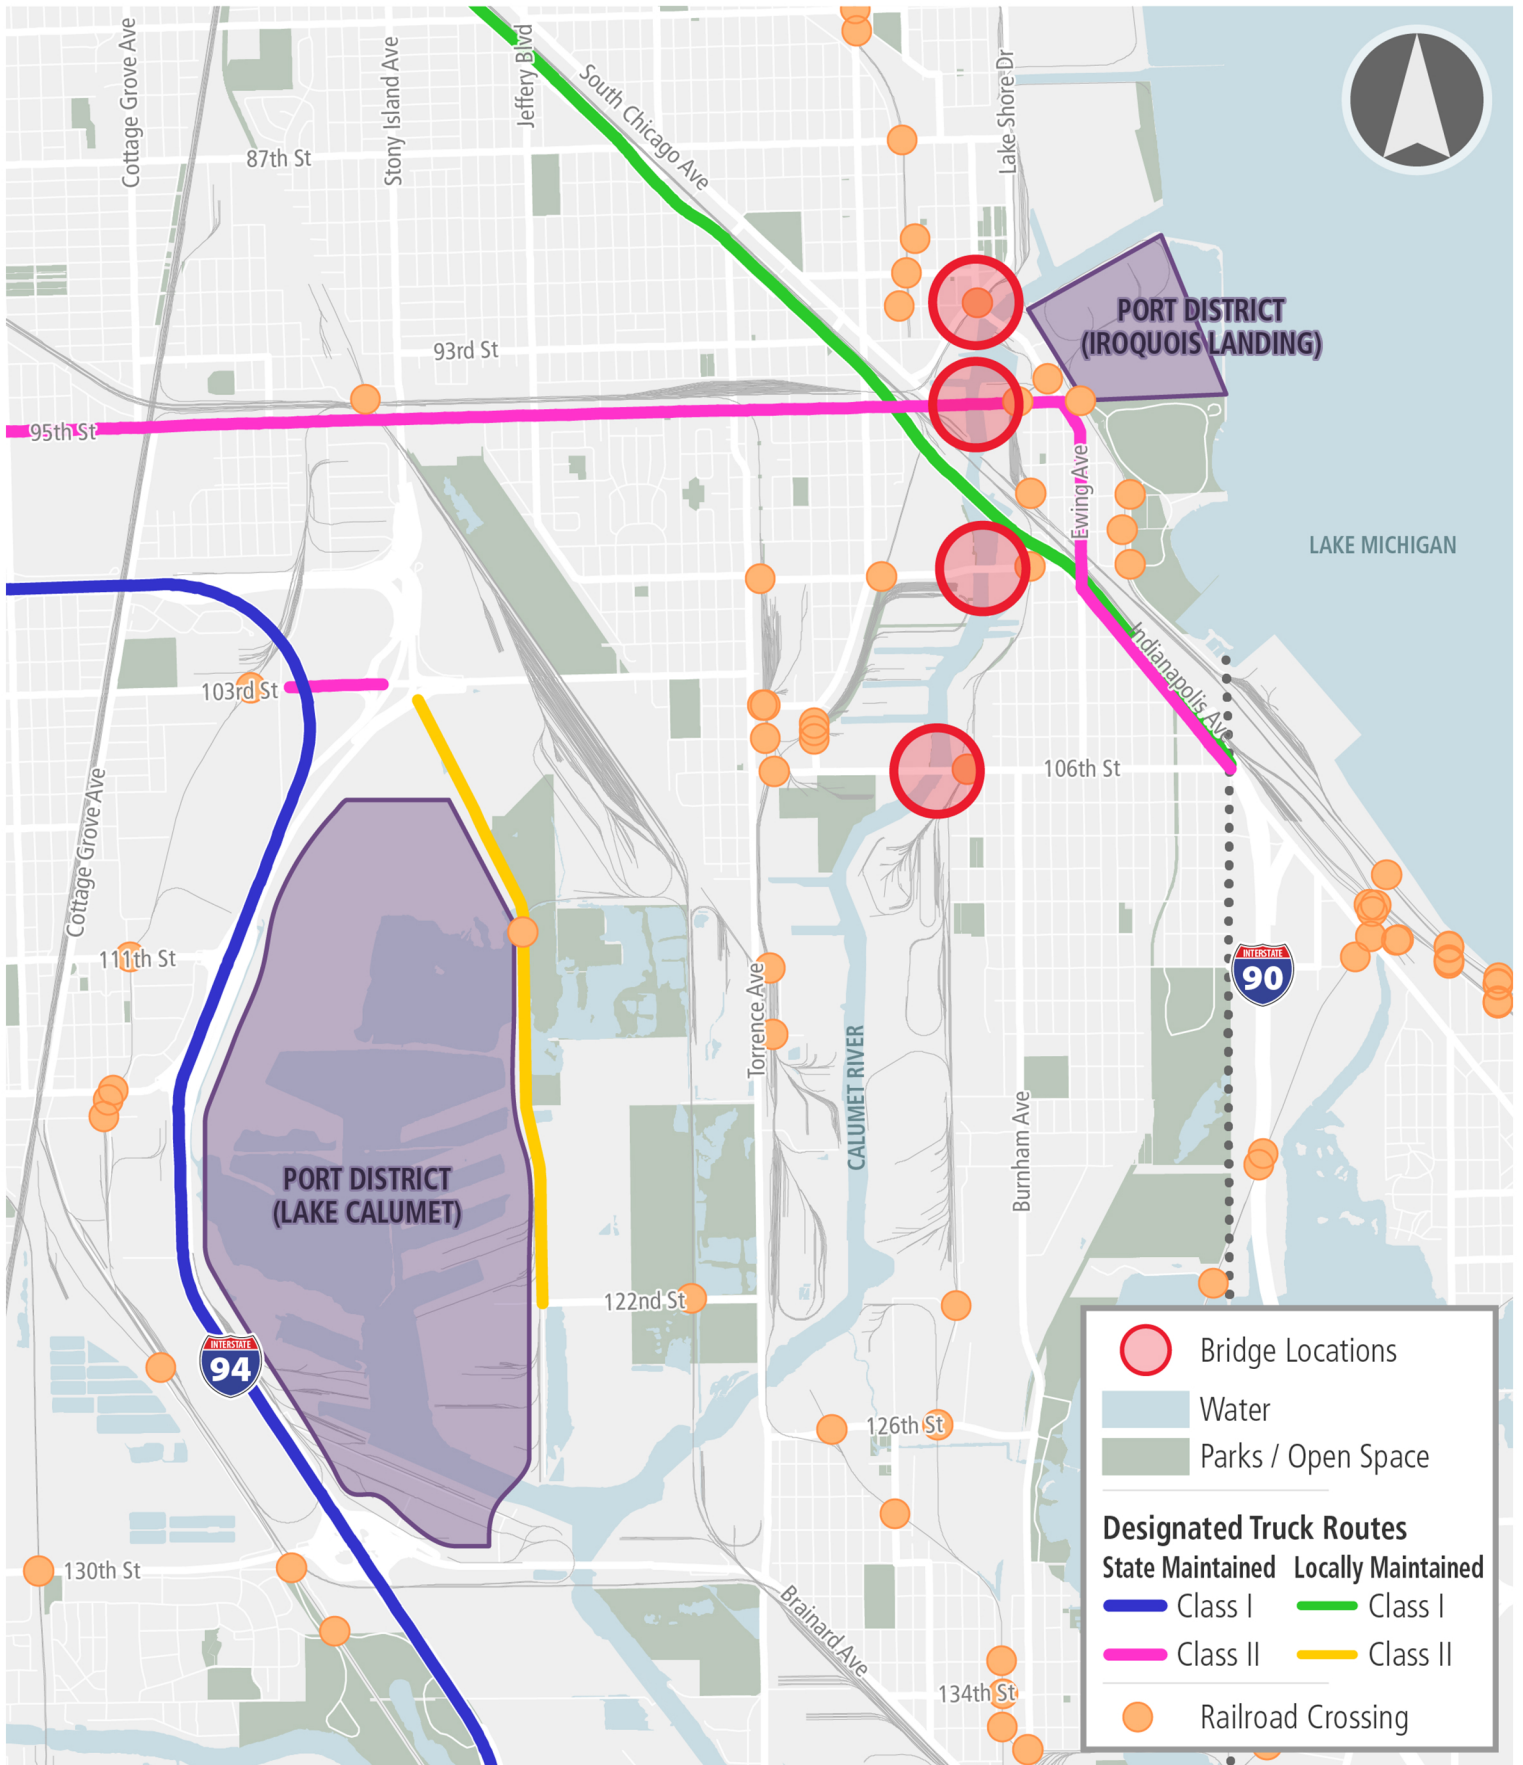 Cottage Grove Ave
Stony Island Ave
Jeffery Blvd
South Chicago Ave
Lake Shore Dr
87th St
PORT DISTRICT
(IROQUOIS LANDING)
93rd St
95th St
Ewing Ave
LAKE MICHIGAN
Indianapolis Ave
103rd St
106th St
Cottage Grove Ave
111th St
Torrence Ave
INTERSTATE
90
CALUMET RIVER
Burnham Ave
PORT DISTRICT
(LAKE CALUMET)
122nd St
INTERSTATE
94
126th St
130th St
Brainard Ave
134th St
Bridge Locations
Water
Parks / Open Space
Designated Truck Routes
State Maintained Locally Maintained
Class I Class I
Class II Class II
Railroad Crossing